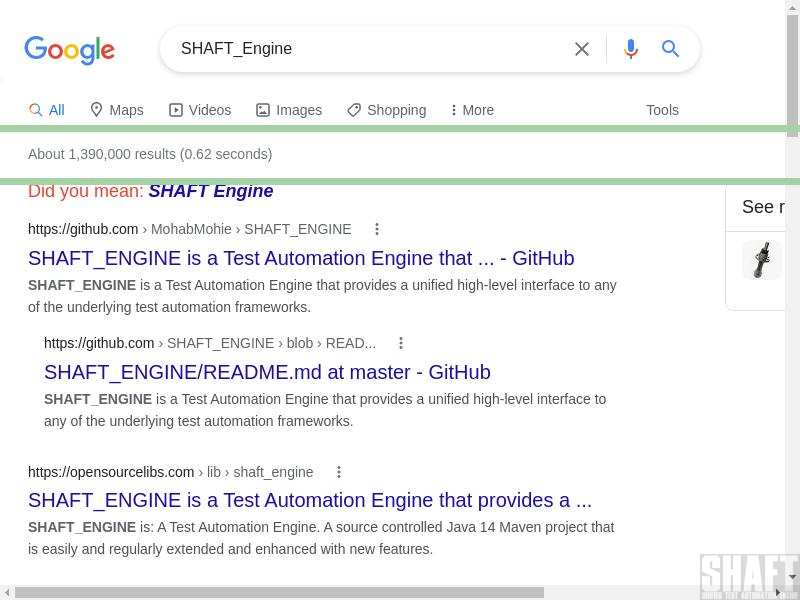 Google
SHAFT_Engine
All Maps Videos Images Shopping More Tools
About 1,390,000 results (0.62 seconds)
Did you mean: SHAFT Engine
https://github.com › MohabMohie › SHAFT_ENGINE
SHAFT_ENGINE is a Test Automation Engine that ... - GitHub
SHAFT_ENGINE is a Test Automation Engine that provides a unified high-level interface to any
of the underlying test automation frameworks.
https://github.com › SHAFT_ENGINE › blob › READ...
SHAFT_ENGINE/README.md at master - GitHub
SHAFT_ENGINE is a Test Automation Engine that provides a unified high-level interface to
any of the underlying test automation frameworks.
https://opensourcelibs.com › lib › shaft_engine
SHAFT_ENGINE is a Test Automation Engine that provides a ...
SHAFT_ENGINE is: A Test Automation Engine. A source controlled Java 14 Maven project that
is easily and regularly extended and enhanced with new features.
See r
SHAFT
UNIFIED TEST AUTOMATION ENGINE